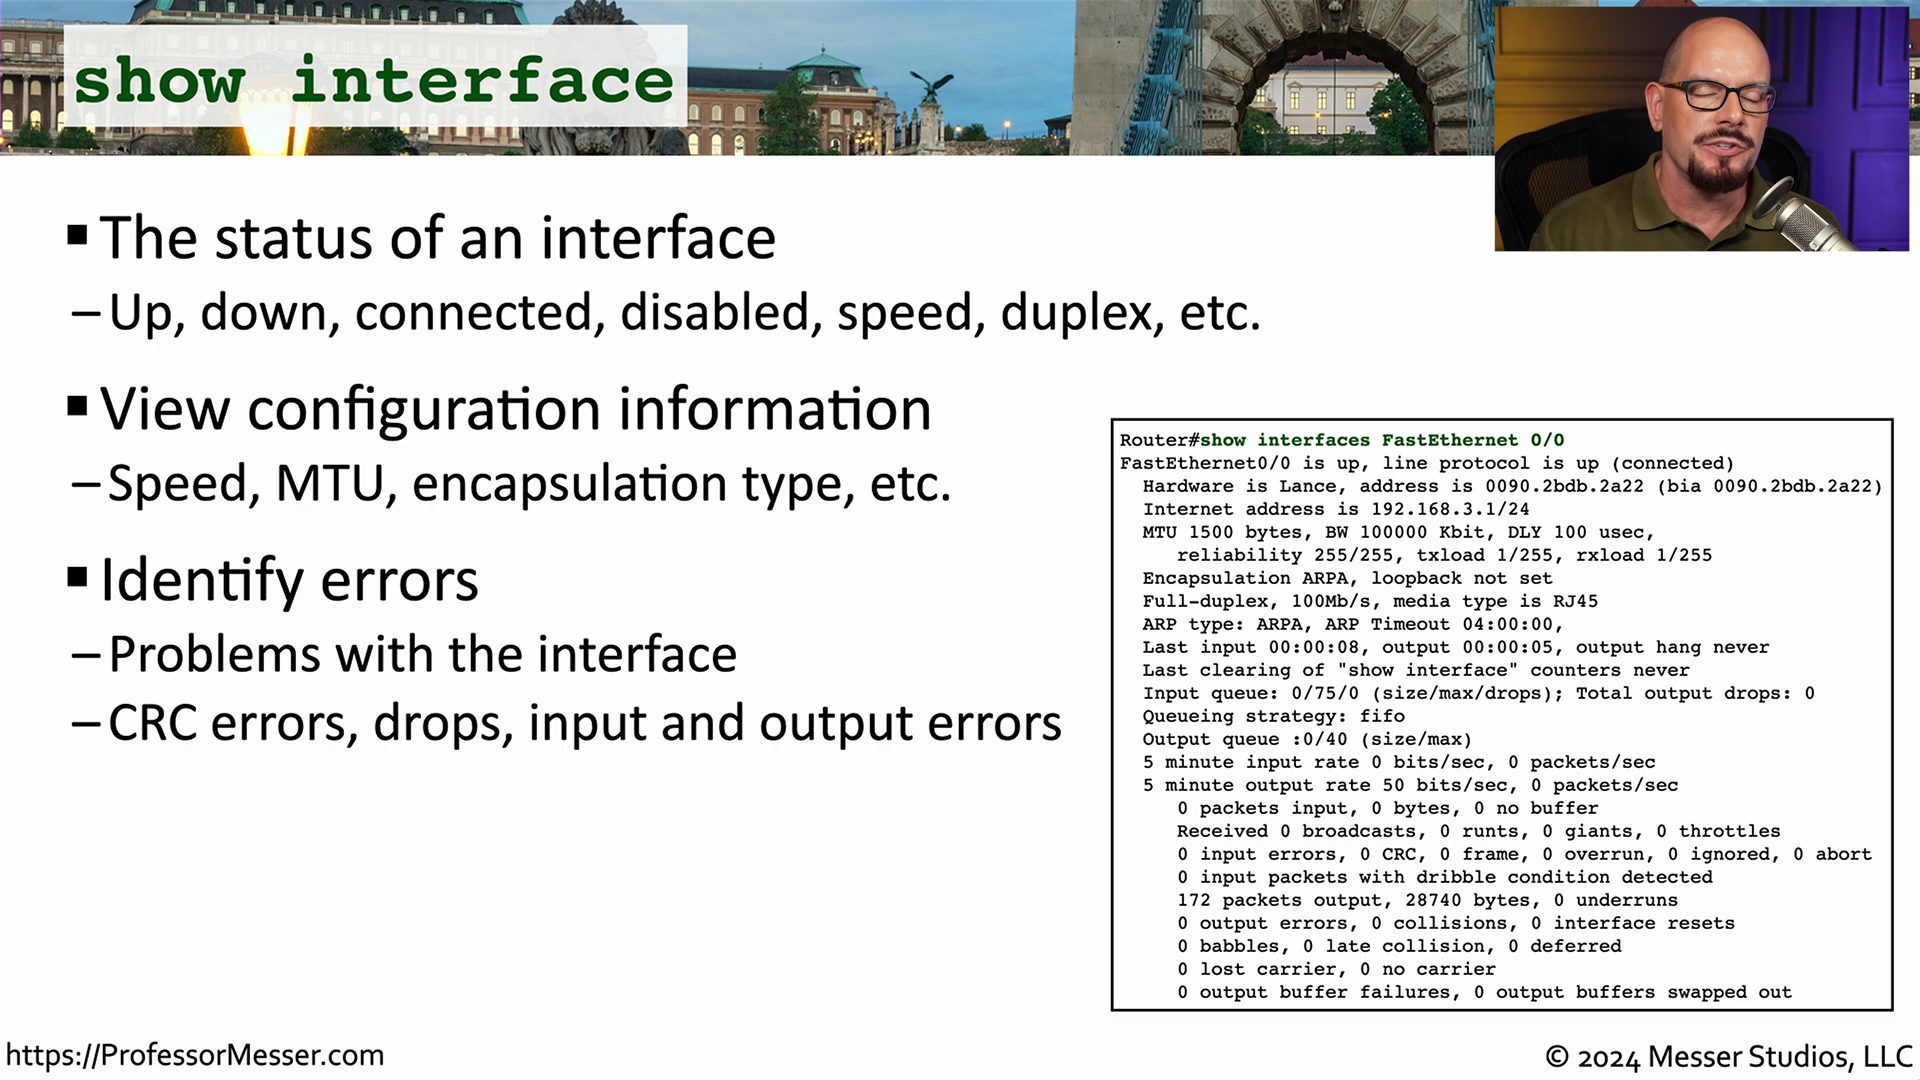 show interface
▪ The status of an interface
– Up, down, connected, disabled, speed, duplex, etc.
▪ View configuration information
– Speed, MTU, encapsulation type, etc.
▪ Identify errors
– Problems with the interface
– CRC errors, drops, input and output errors
Router#show interfaces FastEthernet 0/0
FastEthernet0/0 is up, line protocol is up (connected)
Hardware is Lance, address is 0090.2bdb.2a22 (bia 0090.2bdb.2a22)
Internet address is 192.168.3.1/24
MTU 1500 bytes, BW 100000 Kbit, DLY 100 usec,
reliability 255/255, txload 1/255, rxload 1/255
Encapsulation ARPA, loopback not set
Full-duplex, 100Mb/s, media type is RJ45
ARP type: ARPA, ARP Timeout 04:00:00,
Last input 00:00:08, output 00:00:05, output hang never
Last clearing of "show interface" counters never
Input queue: 0/75/0 (size/max/drops); Total output drops: 0
Queueing strategy: fifo
Output queue :0/40 (size/max)
5 minute input rate 0 bits/sec, 0 packets/sec
5 minute output rate 50 bits/sec, 0 packets/sec
0 packets input, 0 bytes, 0 no buffer
Received 0 broadcasts, 0 runts, 0 giants, 0 throttles
0 input errors, 0 CRC, 0 frame, 0 overrun, 0 ignored, 0 abort
0 input packets with dribble condition detected
172 packets output, 28740 bytes, 0 underruns
0 output errors, 0 collisions, 0 interface resets
0 babbles, 0 late collision, 0 deferred
0 lost carrier, 0 no carrier
0 output buffer failures, 0 output buffers swapped out
https://ProfessorMesser.com
© 2024 Messer Studios, LLC